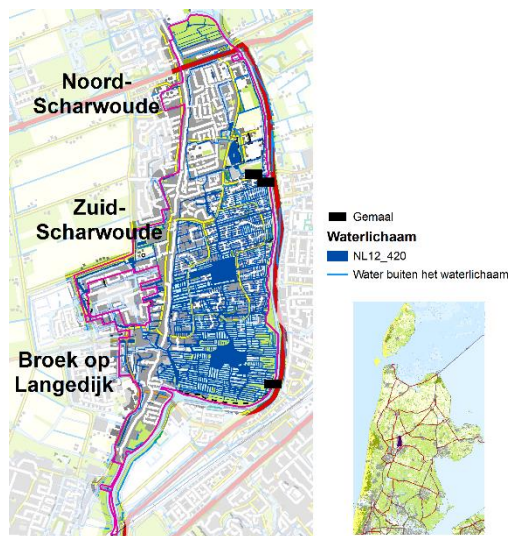 Noord-
Scharwoude
Zuid-
Scharwoude
Broek op
Langedijk
Gemaal
Waterlichaam
NL12_420
Water buiten het waterlichaam